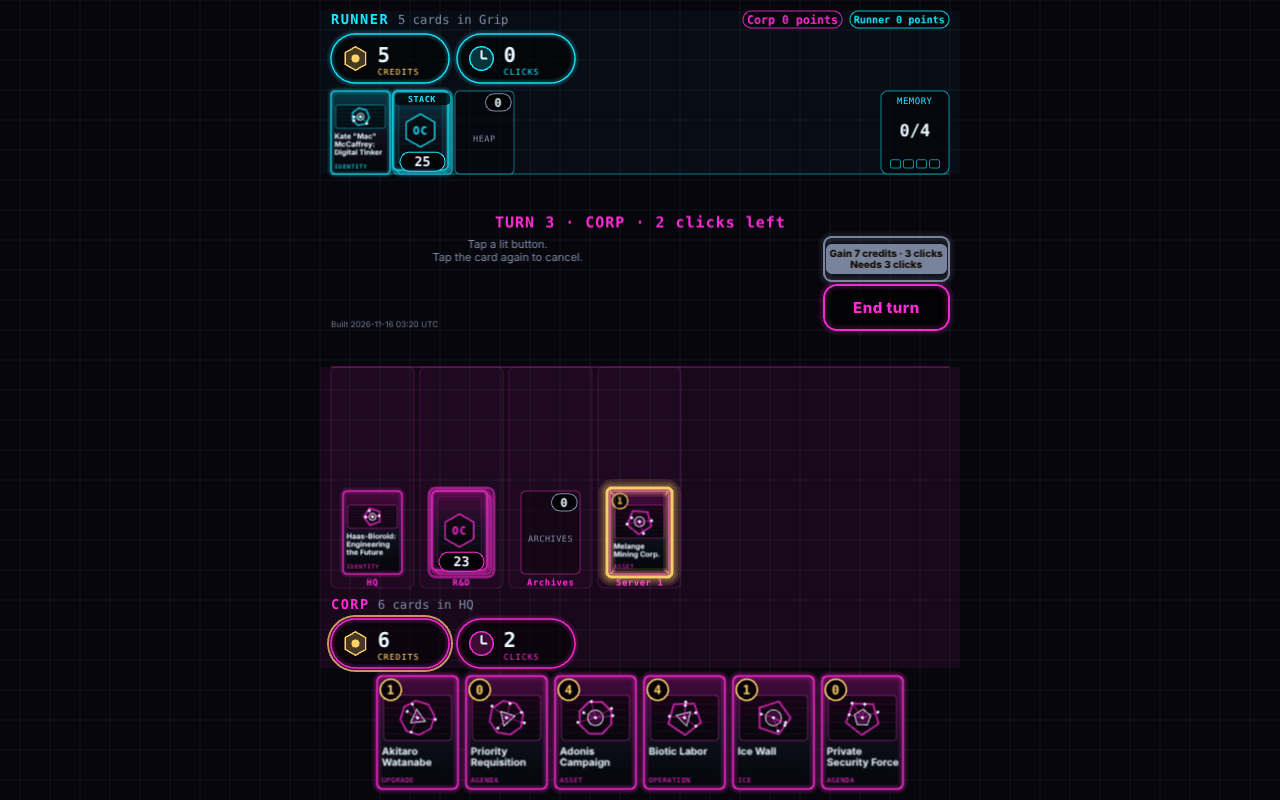 RUNNER 5 cards in Grip
Corp 0 points
Runner 0 points
5
CREDITS
0
CLICKS
Kate "Mac"
McCaffrey:
Digital Tinker
IDENTITY
STACK
OC
25
0
HEAP
MEMORY
0/4
TURN 3 · CORP · 2 clicks left
Tap a lit button.
Tap the card again to cancel.
Gain 7 credits · 3 clicks
Needs 3 clicks
End turn
Built 2026-11-16 03:20 UTC
Haas-Bioroid:
Engineering
the Future
IDENTITY
HQ
OC
23
R&D
0
ARCHIVES
Archives
1
Melange
Mining Corp.
ASSET
Server 1
CORP 6 cards in HQ
6
CREDITS
2
CLICKS
1
Akitaro
Watanabe
UPGRADE
0
Priority
Requisition
AGENDA
4
Adonis
Campaign
ASSET
4
Biotic Labor
OPERATION
1
Ice Wall
ICE
0
Private
Security Force
AGENDA